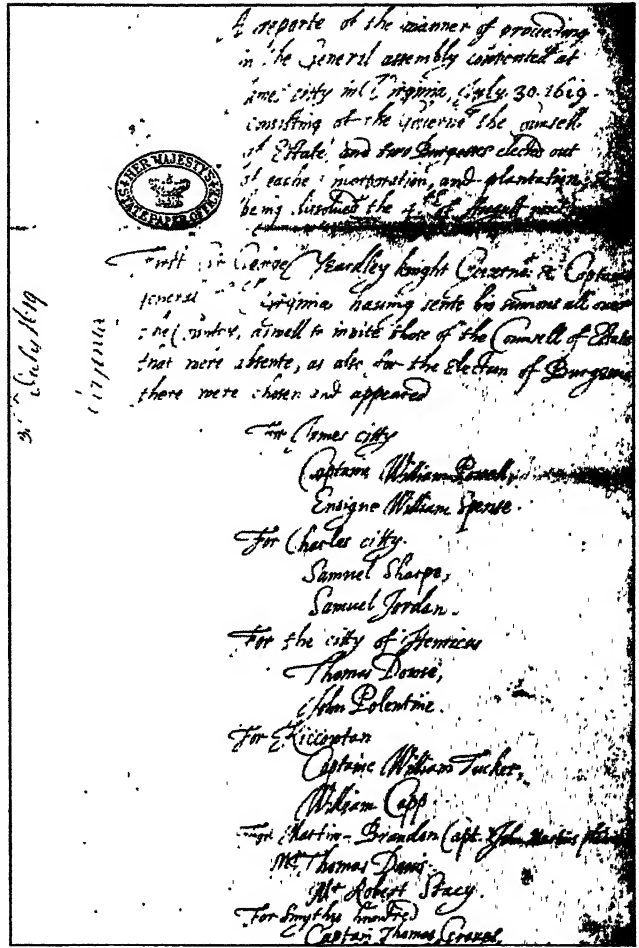 A reporte of the manner of proceeding
in the General assembly convented at
James citty in Virginia, July 30. 1619.
consisting of the Governor, the Counsell
of Estate, and two Burgesses elected out
of eache incorporation, and plantation,
being dissolved the 4th of August next
HER MAJESTY'S
STATE PAPER OFFICE
First Sir George Yeardley knight Governor & Captaine
general of Virginia having sente his sumons all over
the Country, aswell to invite those of the Counsell of Estate
that were absente, as also for the Election of Burgesses
there were chosen and appeared
30 July 1619
Virginia
For James citty
Captaine William Powell,
Ensigne William Spense.
For Charles citty.
Samuel Sharpe,
Samuel Jordan.
For the citty of Henricus
Thomas Dowse,
John Polentine.
For Kiccowtan
Captaine William Tucker,
William Capp.
For Martin-Brandon Capt. John Martins
Mr Thomas Davis
Mr Robert Stacy.
For Smythes hundred
Captain Thomas Graves,